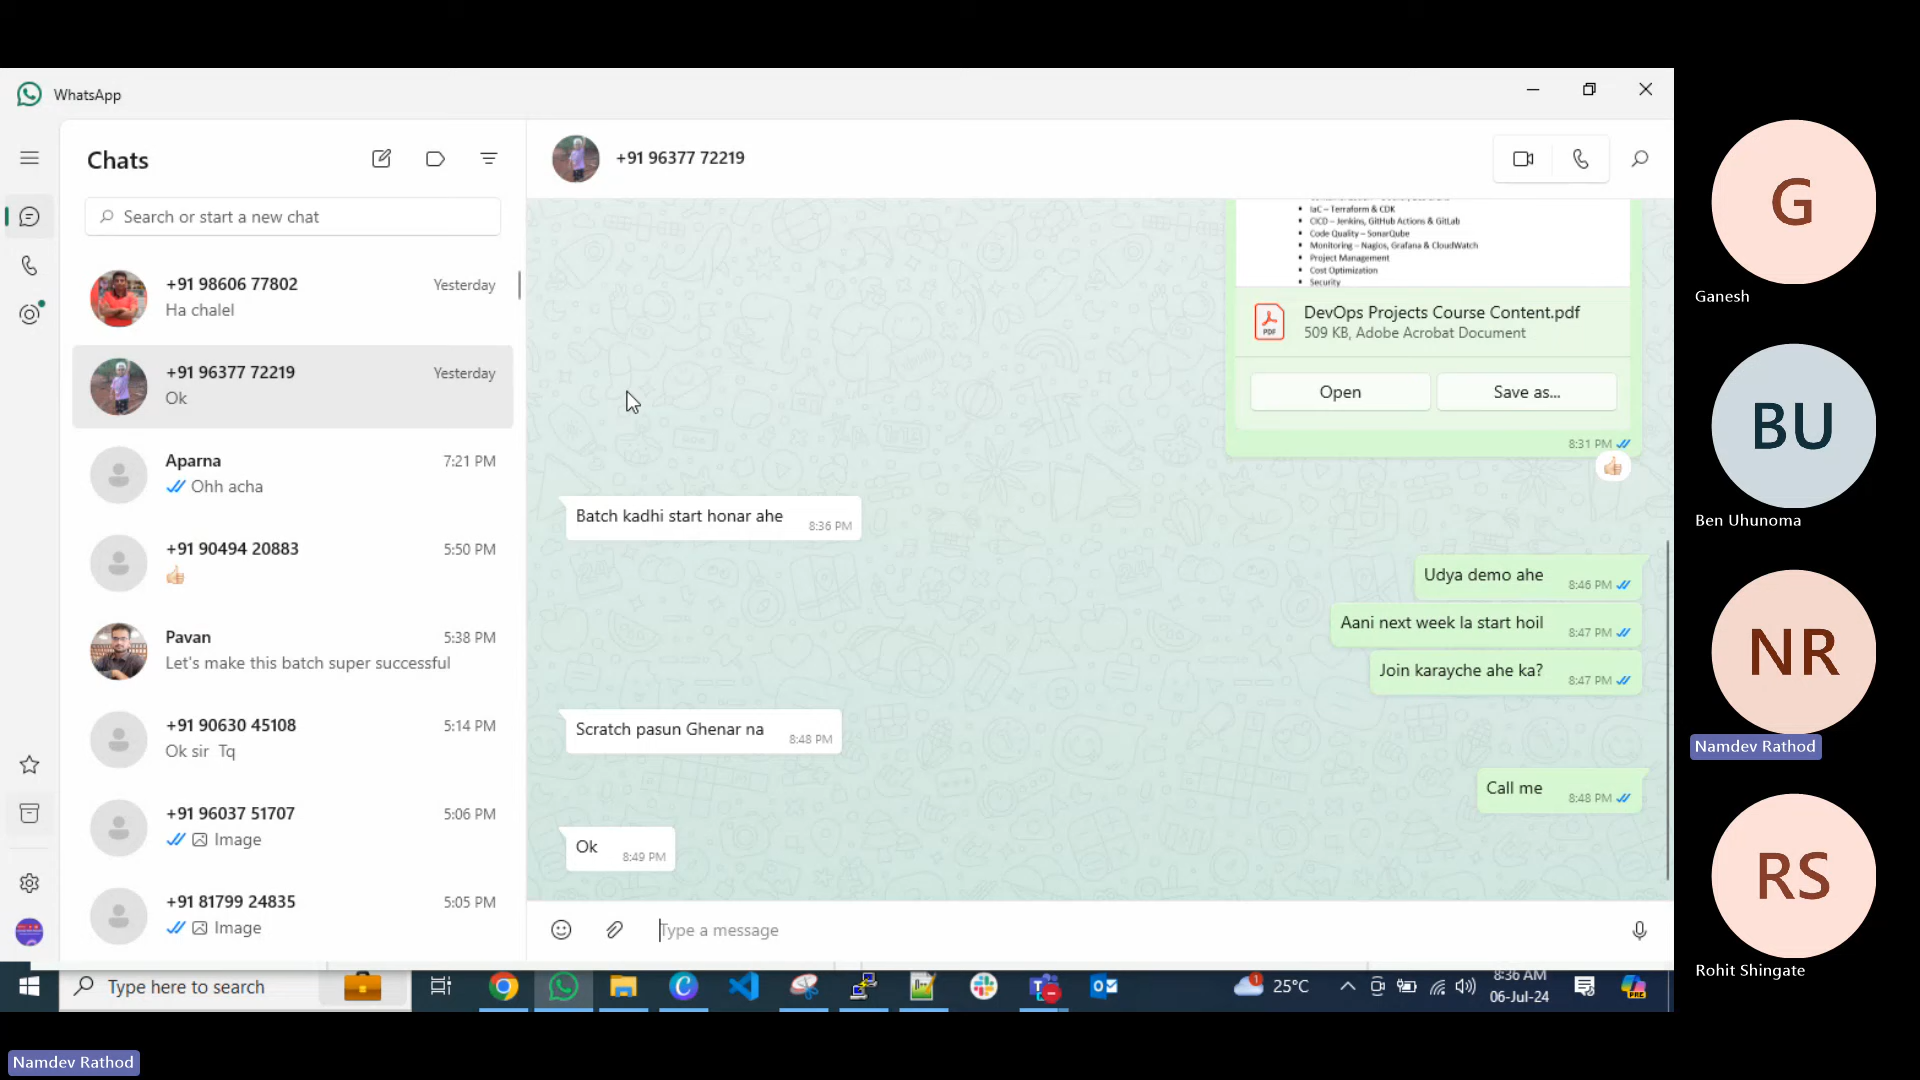 WhatsApp
Chats
Search or start a new chat
+91 98606 77802
Yesterday
Ha chalel
+91 96377 72219
Yesterday
Ok
Aparna
7:21 PM
Ohh acha
+91 90494 20883
5:50 PM
Pavan
5:38 PM
Let's make this batch super successful
+91 90630 45108
5:14 PM
Ok sir Tq
+91 96037 51707
5:06 PM
Image
+91 81799 24835
5:05 PM
Image
+91 96377 72219
IaC – Terraform & CDK
CICD – Jenkins, GitHub Actions & GitLab
Code Quality – SonarQube
Monitoring – Nagios, Grafana & CloudWatch
Project Management
Cost Optimization
Security
PDF
DevOps Projects Course Content.pdf
509 KB, Adobe Acrobat Document
Open
Save as...
8:31 PM
Batch kadhi start honar ahe
8:36 PM
Udya demo ahe
8:46 PM
Aani next week la start hoil
8:47 PM
Join karayche ahe ka?
8:47 PM
Scratch pasun Ghenar na
8:48 PM
Call me
8:48 PM
Ok
8:49 PM
Type a message
Type here to search
1
25°C
8:36 AM
06-Jul-24
PRE
G
Ganesh
BU
Ben Uhunoma
NR
Namdev Rathod
RS
Rohit Shingate
Namdev Rathod